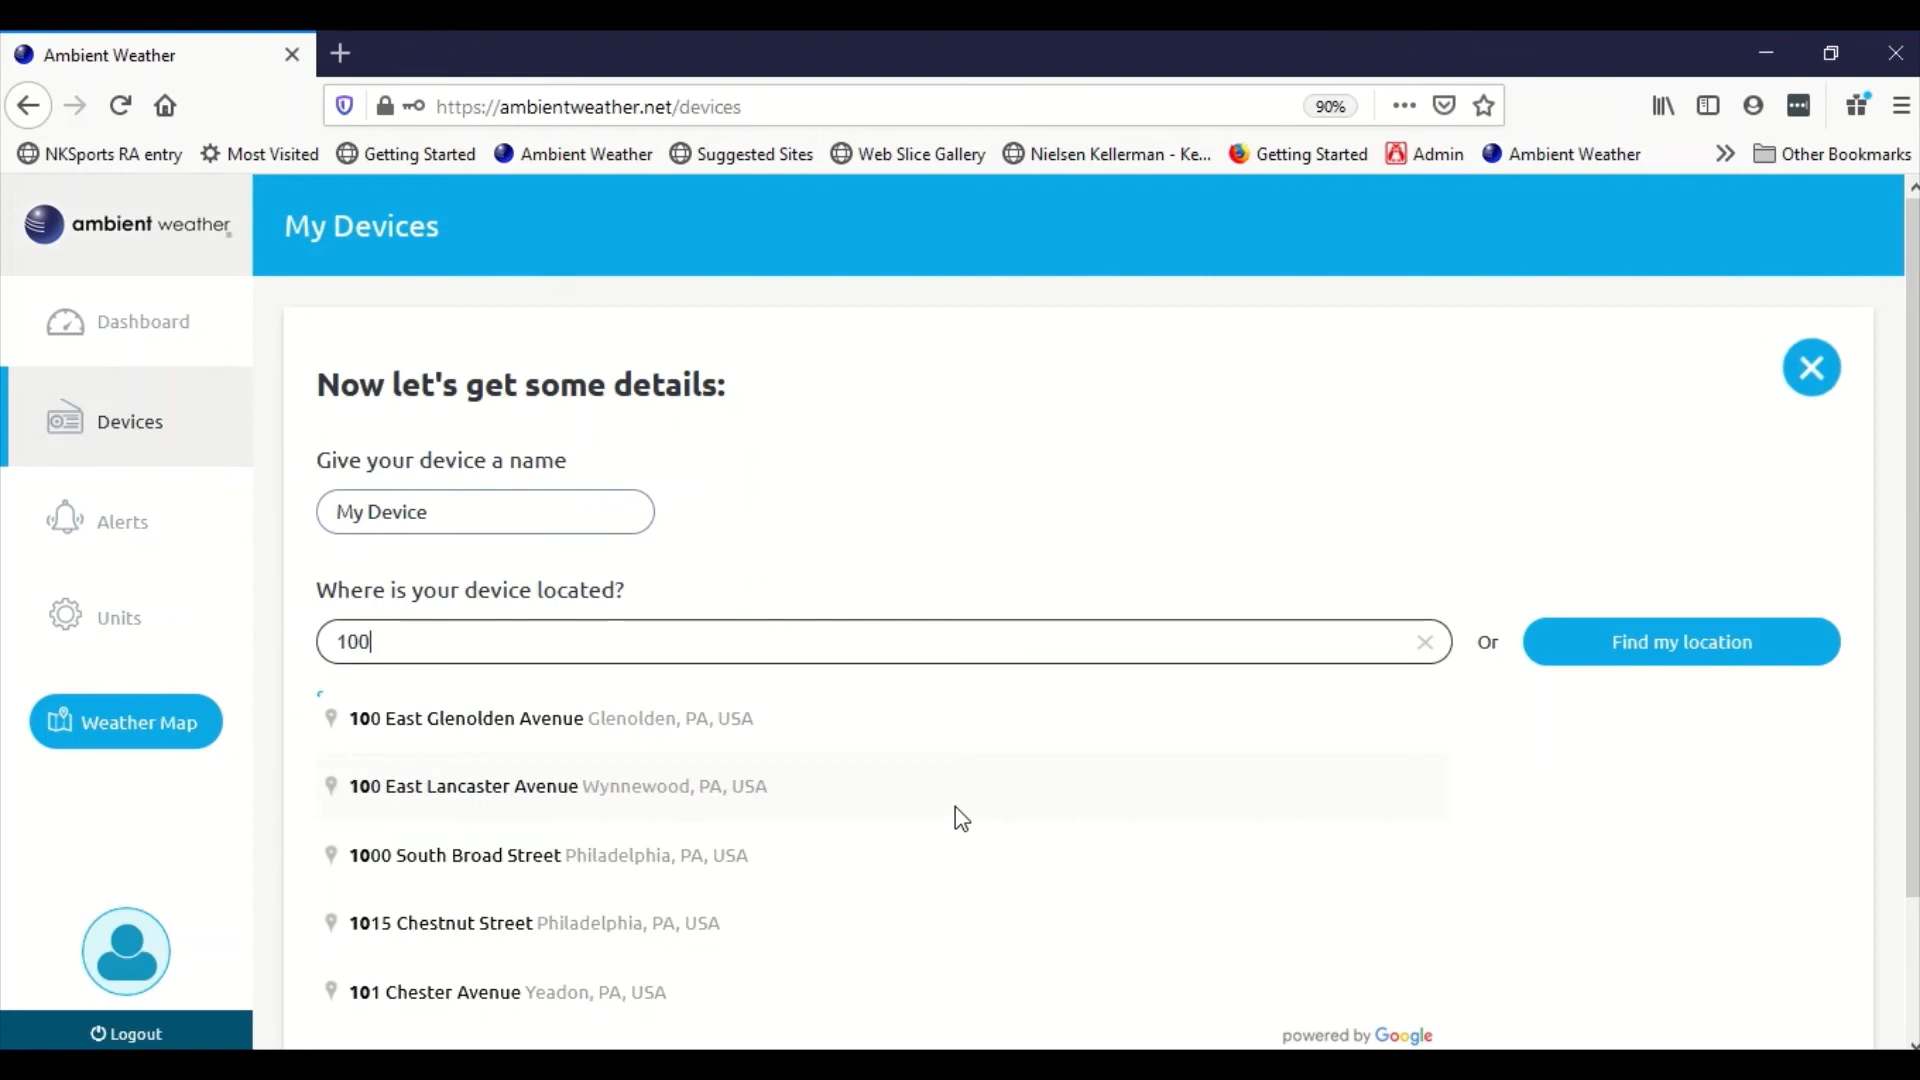 Ambient Weather
https://ambientweather.net/devices
90%
NKSports RA entry
Most Visited
Getting Started
Ambient Weather
Suggested Sites
Web Slice Gallery
Nielsen Kellerman - Ke...
Getting Started
Admin
Ambient Weather
Other Bookmarks
ambient weather
My Devices
Dashboard
Devices
Alerts
Units
Weather Map
Logout
Now let's get some details:
Give your device a name
My Device
Where is your device located?
100
Or
Find my location
100 East Glenolden Avenue Glenolden, PA, USA
100 East Lancaster Avenue Wynnewood, PA, USA
1000 South Broad Street Philadelphia, PA, USA
1015 Chestnut Street Philadelphia, PA, USA
101 Chester Avenue Yeadon, PA, USA
powered by Google